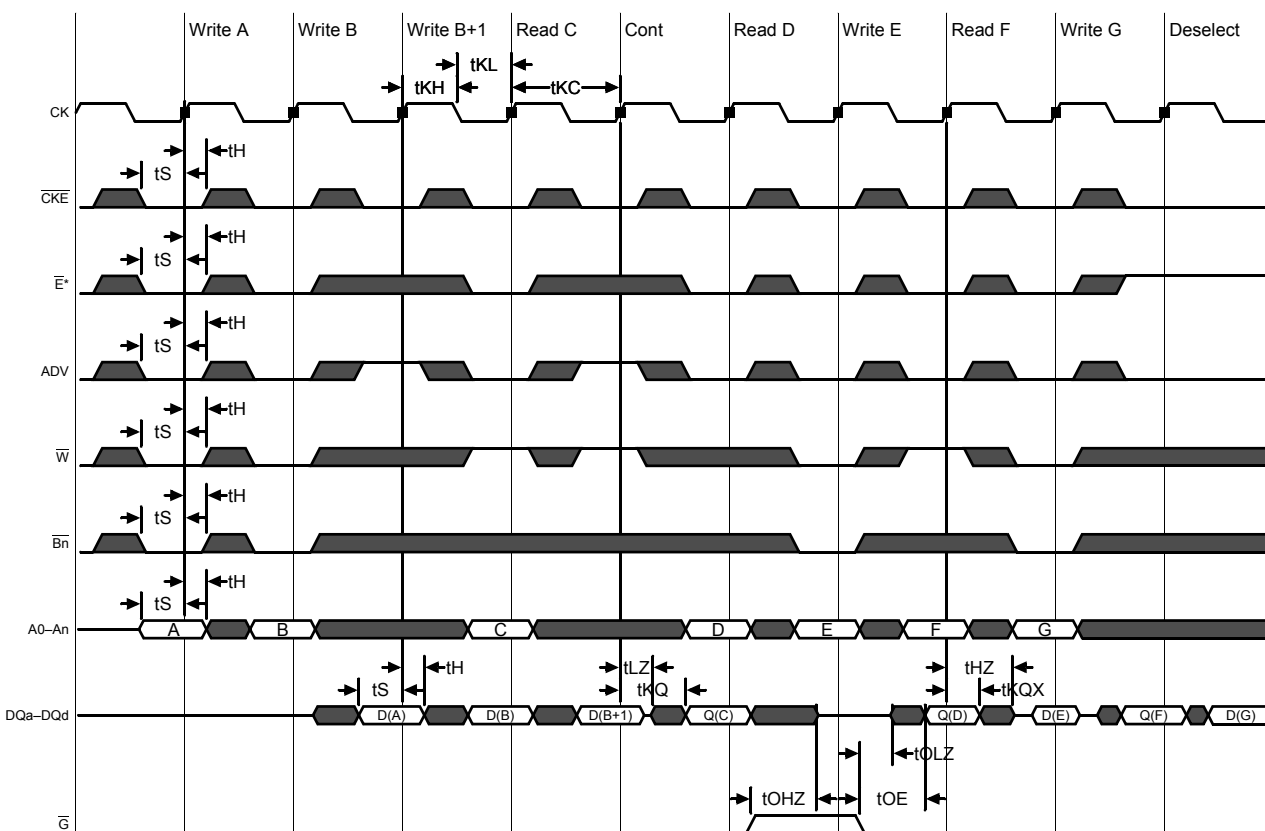 Write A Write B Write B+1 Read C Cont Read D Write E Read F Write G Deselect
tKL
tKH tKC
CK
tH
tS
CKE
tH
tS
E*
tH
tS
ADV
tH
tS
W
tH
tS
Bn
tH
tS
A0–An A B C D E F G
tH tLZ tHZ
tS tKQ tKQX
DQa–DQd D(A) D(B) D(B+1) Q(C) Q(D) D(E) Q(F) D(G)
tOLZ
tOHZ tOE
G